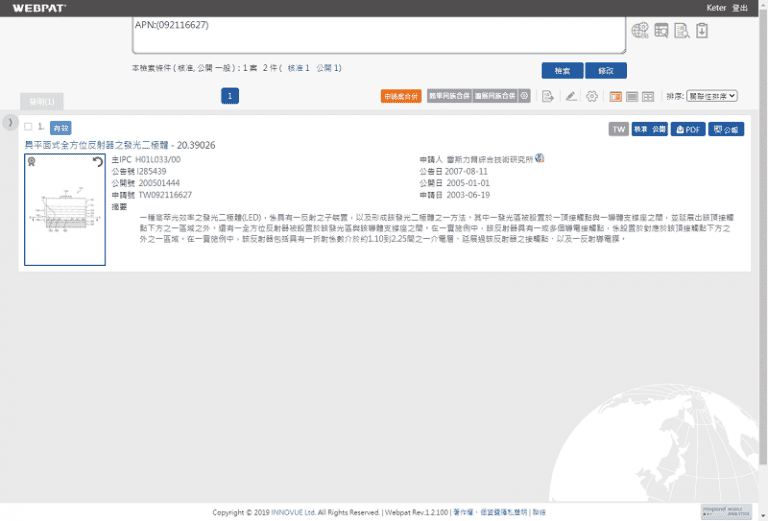 WEBPAT
Keter 登出
APN:(092116627)
本檢索條件 ( 核准, 公開 一般 ) : 1 案 2 件 ( 核准 1 公開 1)
檢索 修改
發明(1)
1
申請案合併 簡單同族合併 擴展同族合併
排序: 關聯性排序
1. 有效
TW 核准 公開 PDF 公報
具平面式全方位反射器之發光二極體 - 20.39026
主IPC H01L033/00
申請人 雷斯力爾綜合技術研究所
公告號 I285439
公告日 2007-08-11
公開號 200501444
公開日 2005-01-01
申請號 TW092116627
申請日 2003-06-19
摘要
一種高萃光效率之發光二極體(LED)，係具有一反射之子裝置，以及形成該發光二極體之一方法。其中一發光區被設置於一頂接觸點與一導體支撐座之間，並延展出該頂接觸
點下方之一區域之外。還有一全方位反射器被設置於該發光區與該導體支撐座之間。在一實施例中，該反射器具有一或多個導電接觸點，係設置於對應於該頂接觸點下方之
外之一區域。在一實施例中，該反射器包括具有一折射係數介於約1.10到2.25間之一介電層、延展過該反射器之接觸點，以及一反射導電膜。
Copyright © 2019 INNOVUE Ltd. All Rights Reserved. | Webpat Rev.1.2.100 | 著作權、個資暨隱私聲明 | 聯絡